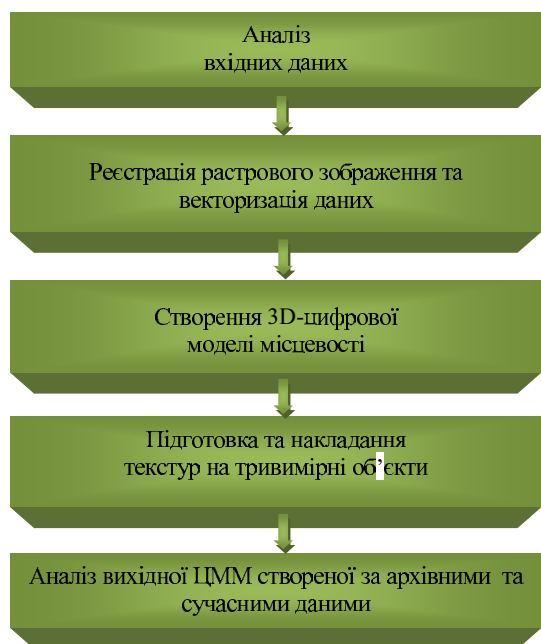 Аналіз
вхідних даних
Реєстрація растрового зображення та
векторизація даних
Створення 3D-цифрової
моделі місцевості
Підготовка та накладання
текстур на тривимірні об’єкти
Аналіз вихідної ЦММ створеної за архівними та
сучасними даними